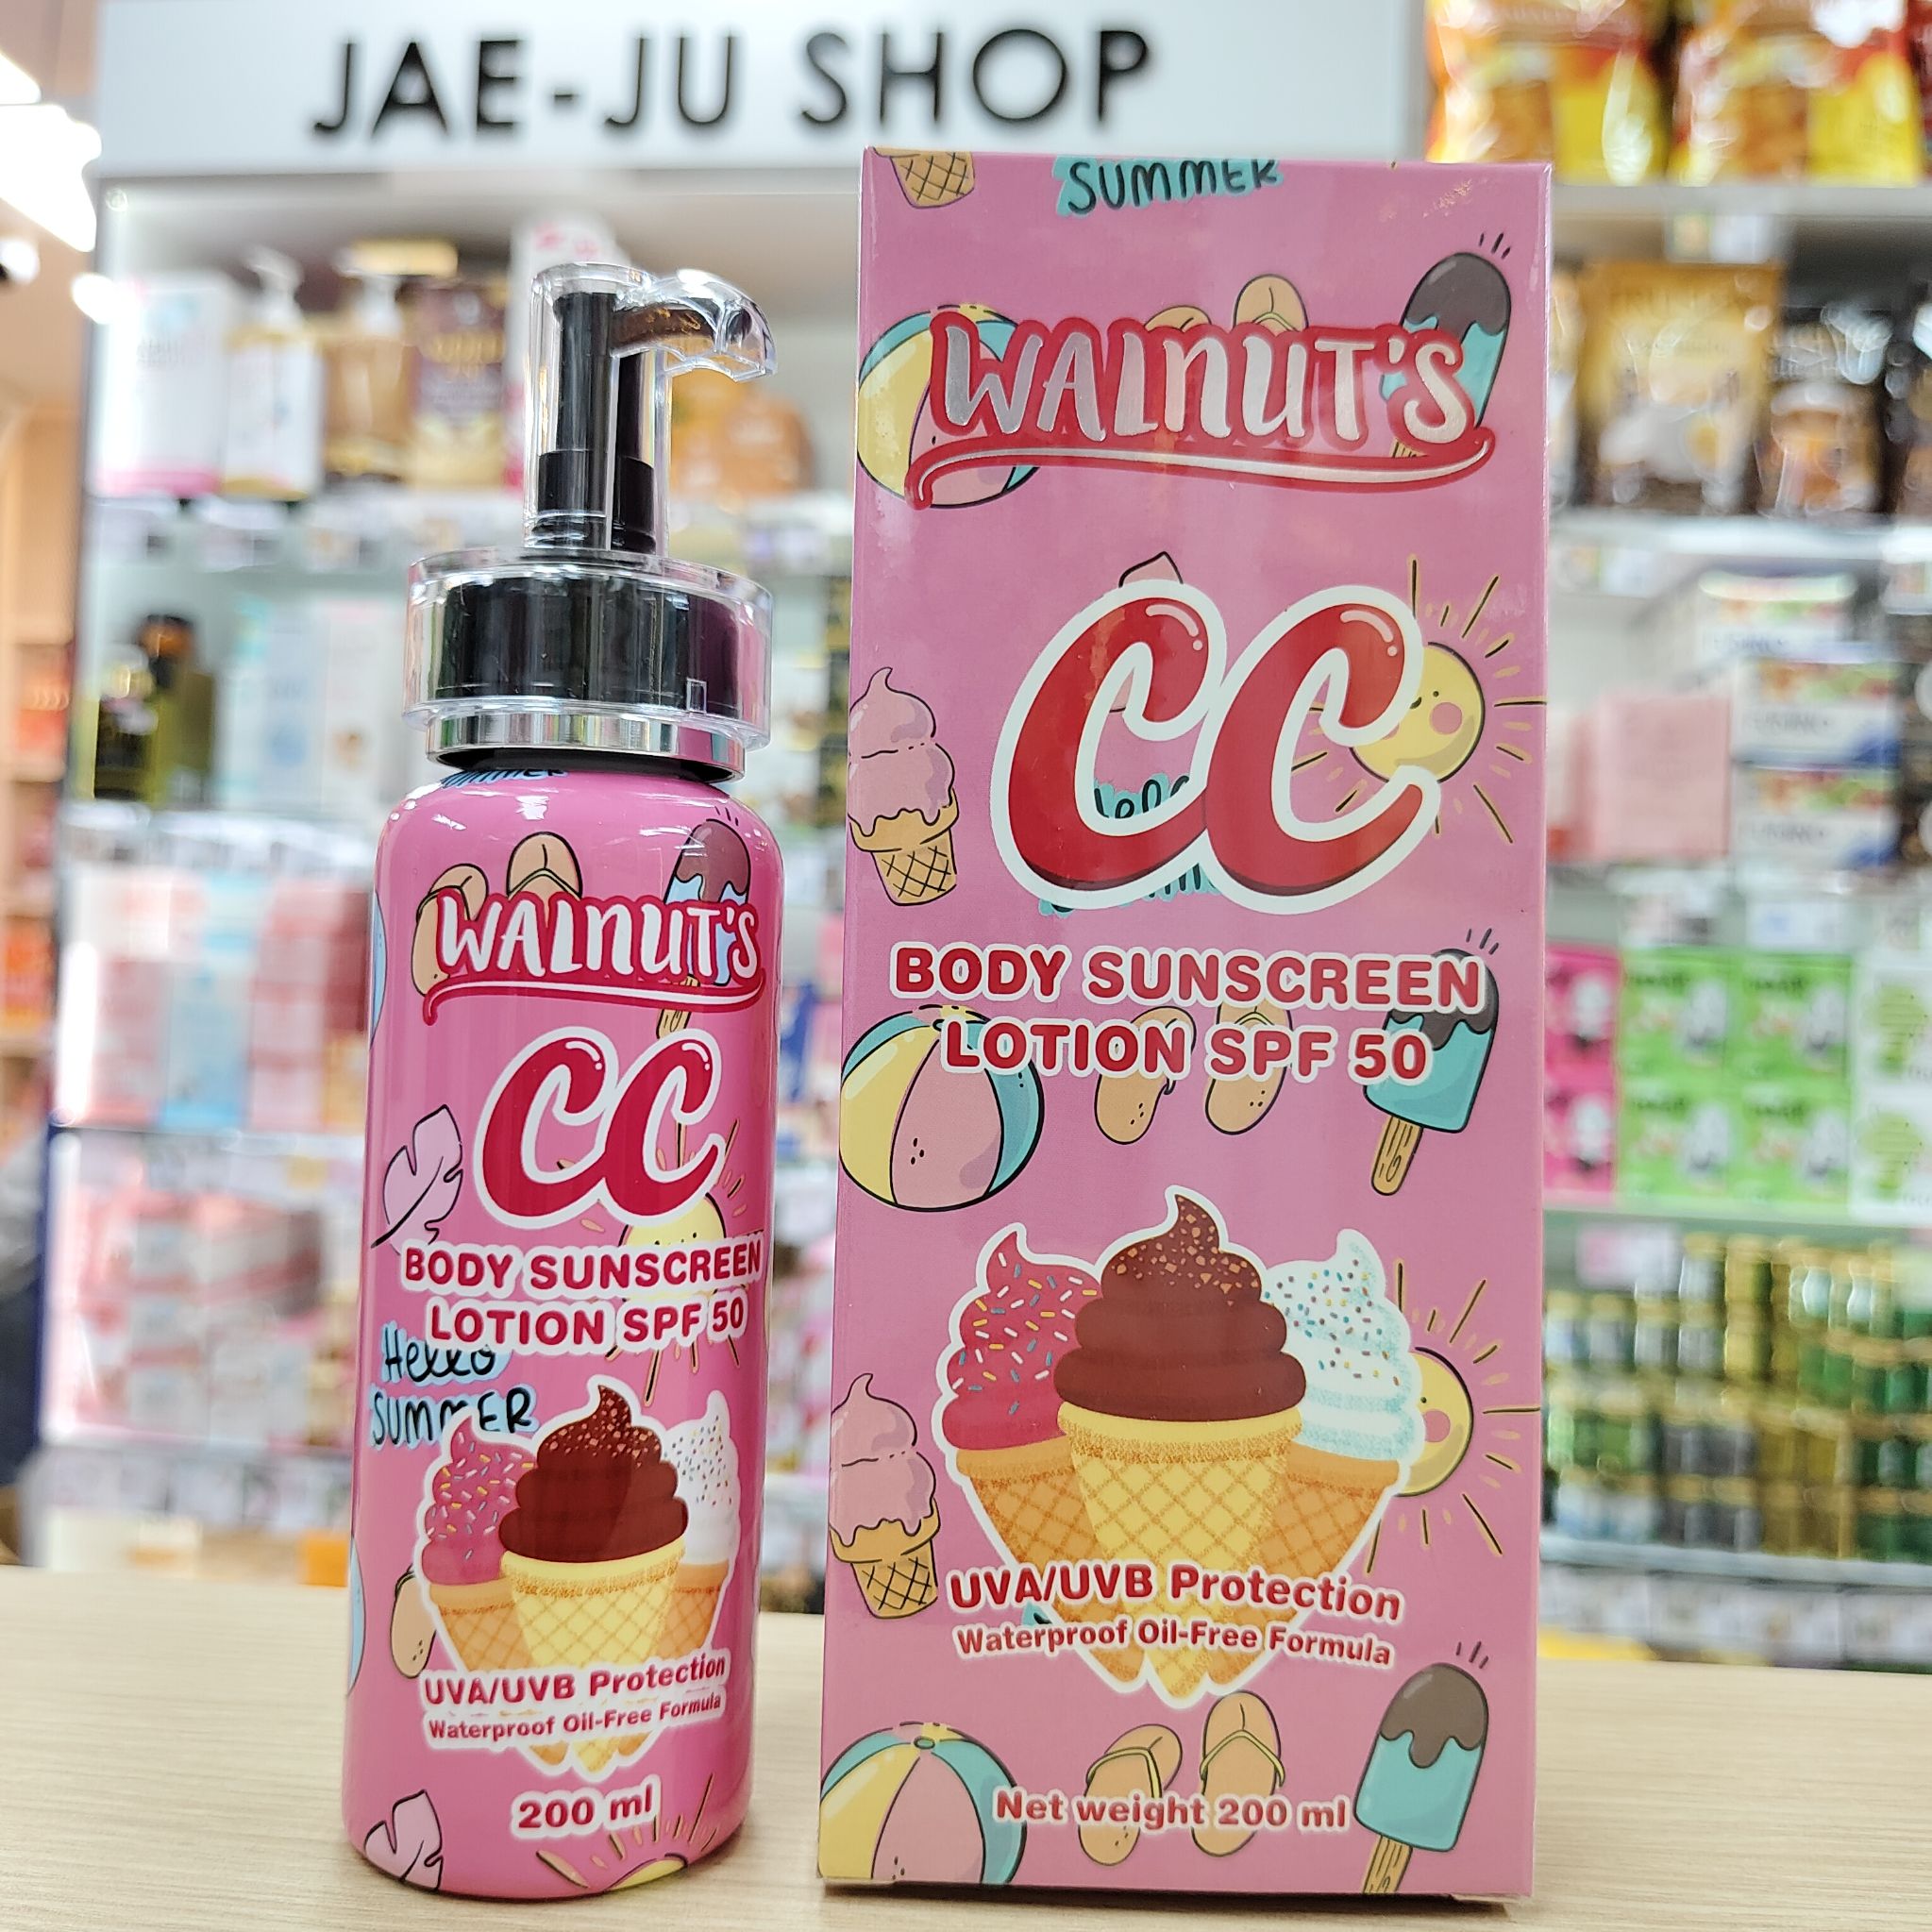 JAE-JU SHOP
WALNUT'S
CC
BODY SUNSCREEN
LOTION SPF 50
Hello
SUMMER
UVA/UVB Protection
Waterproof Oil-Free Formula
200 ml
SUMMER
WALNUT'S
CC
BODY SUNSCREEN
LOTION SPF 50
UVA/UVB Protection
Waterproof Oil-Free Formula
Net weight 200 ml